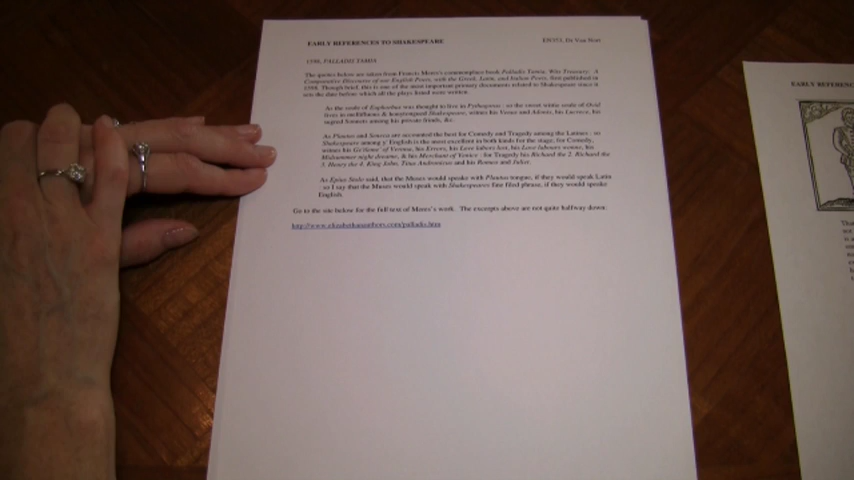 EARLY REFERENCES TO SHAKESPEARE
EN353, Dr Van Noet
1598, PALLADIS TAMIA
The quotes below are taken from Francis Meres's commonplace book Palladis Tamia, Wits Treasury: A
Comparative Discourse of our English Poets, with the Greek, Latin, and Italian Poets, first published in
1598. Though brief, this is one of the most important primary documents related to Shakespeare since it
sets the date before which all the plays listed were written.
As the soule of Euphorbus was thought to live in Pythagoras : so the sweet wittie soule of Ovid
lives in mellifluous & honytongued Shakespeare, witnes his Venus and Adonis, his Lucrece, his
sugred Sonnets among his private friends, &c.
As Plautus and Seneca are accounted the best for Comedy and Tragedy among the Latines : so
Shakespeare among y' English is the most excellent in both kinds for the stage; for Comedy,
witnes his Ge'tleme' of Verona, his Errors, his Love labors lost, his Love labours wonne, his
Midsummer night dreame, & his Merchant of Venice : for Tragedy his Richard the 2. Richard the
3. Henry the 4. King John, Titus Andronicus and his Romeo and Juliet.
As Epius Stolo said, that the Muses would speake with Plautus tongue, if they would speak Latin
: so I say that the Muses would speak with Shakespeares fine filed phrase, if they would speake
English.
Go to the site below for the full text of Meres's work. The excerpts above are not quite halfway down:
http://www.elizabethanauthors.com/palladis.htm
EARLY REFERENC